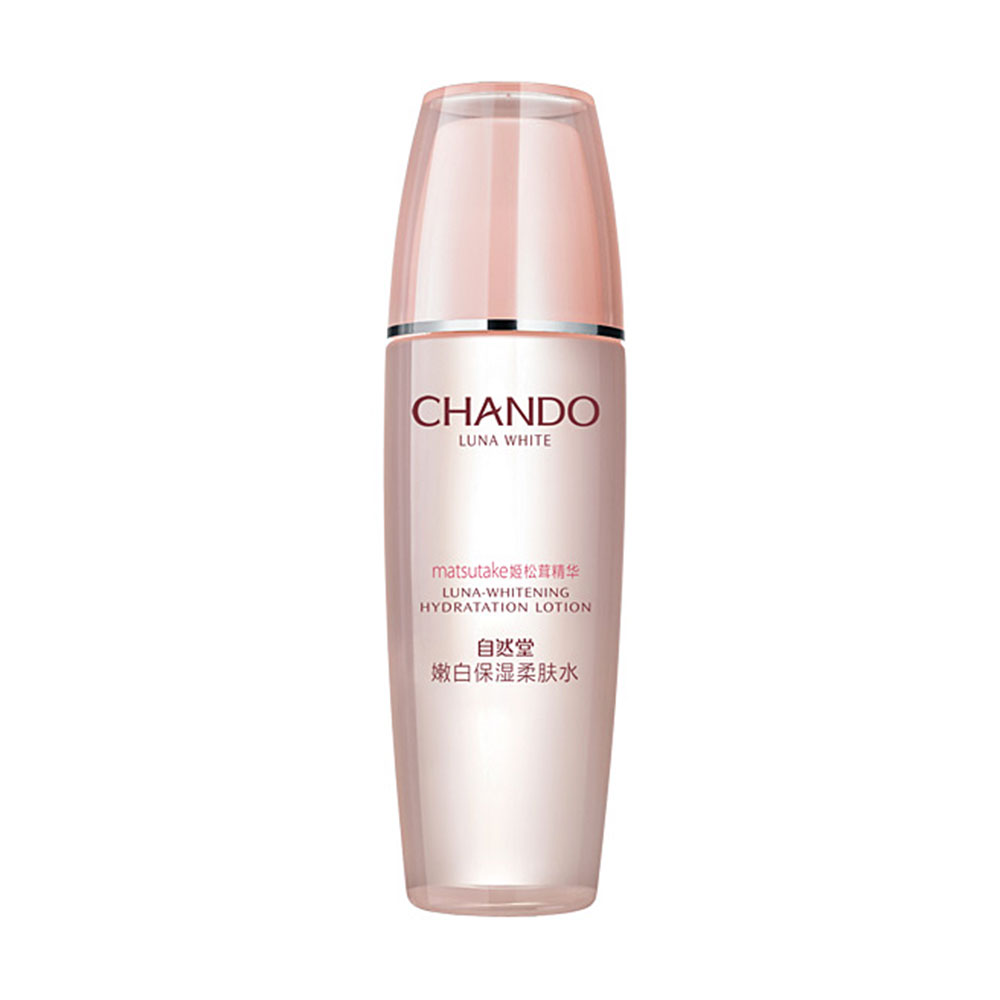 CHANDO
LUNA WHITE
matsutake姬松茸精华
LUNA-WHITENING
HYDRATATION LOTION
自然堂
嫩白保湿柔肤水